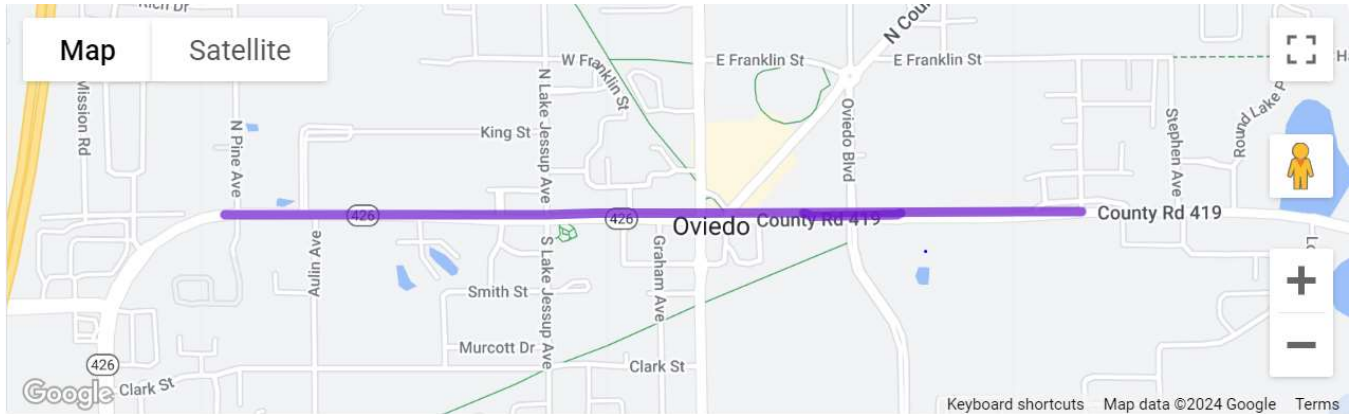 Rich Dr
N Cou
Map
Satellite
W Franklin St
E Franklin St
E Franklin St
Ha
Mission Rd
N Pine Ave
N Lake Jessup Ave
King St
Oviedo Blvd
Stephen Ave
Round Lake P
426
426
Oviedo
County Rd 419
County Rd 419
Aulin Ave
S Lake Jessup Ave
Graham Ave
Lo
Smith St
Murcott Dr
426
Clark St
Clark St
Google
Keyboard shortcuts
Map data ©2024 Google
Terms